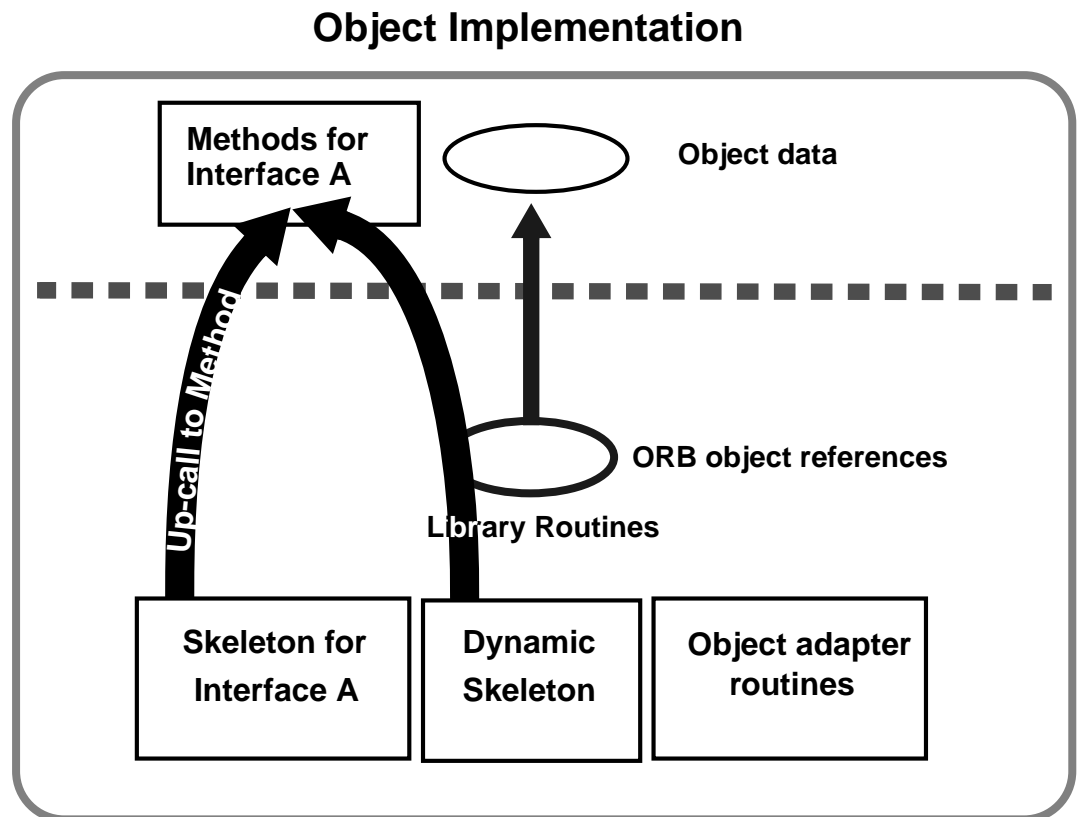 Object Implementation
Methods for
Interface A
Object data
Up-call to Method
ORB object references
Library Routines
Skeleton for
Interface A
Dynamic
Skeleton
Object adapter
routines